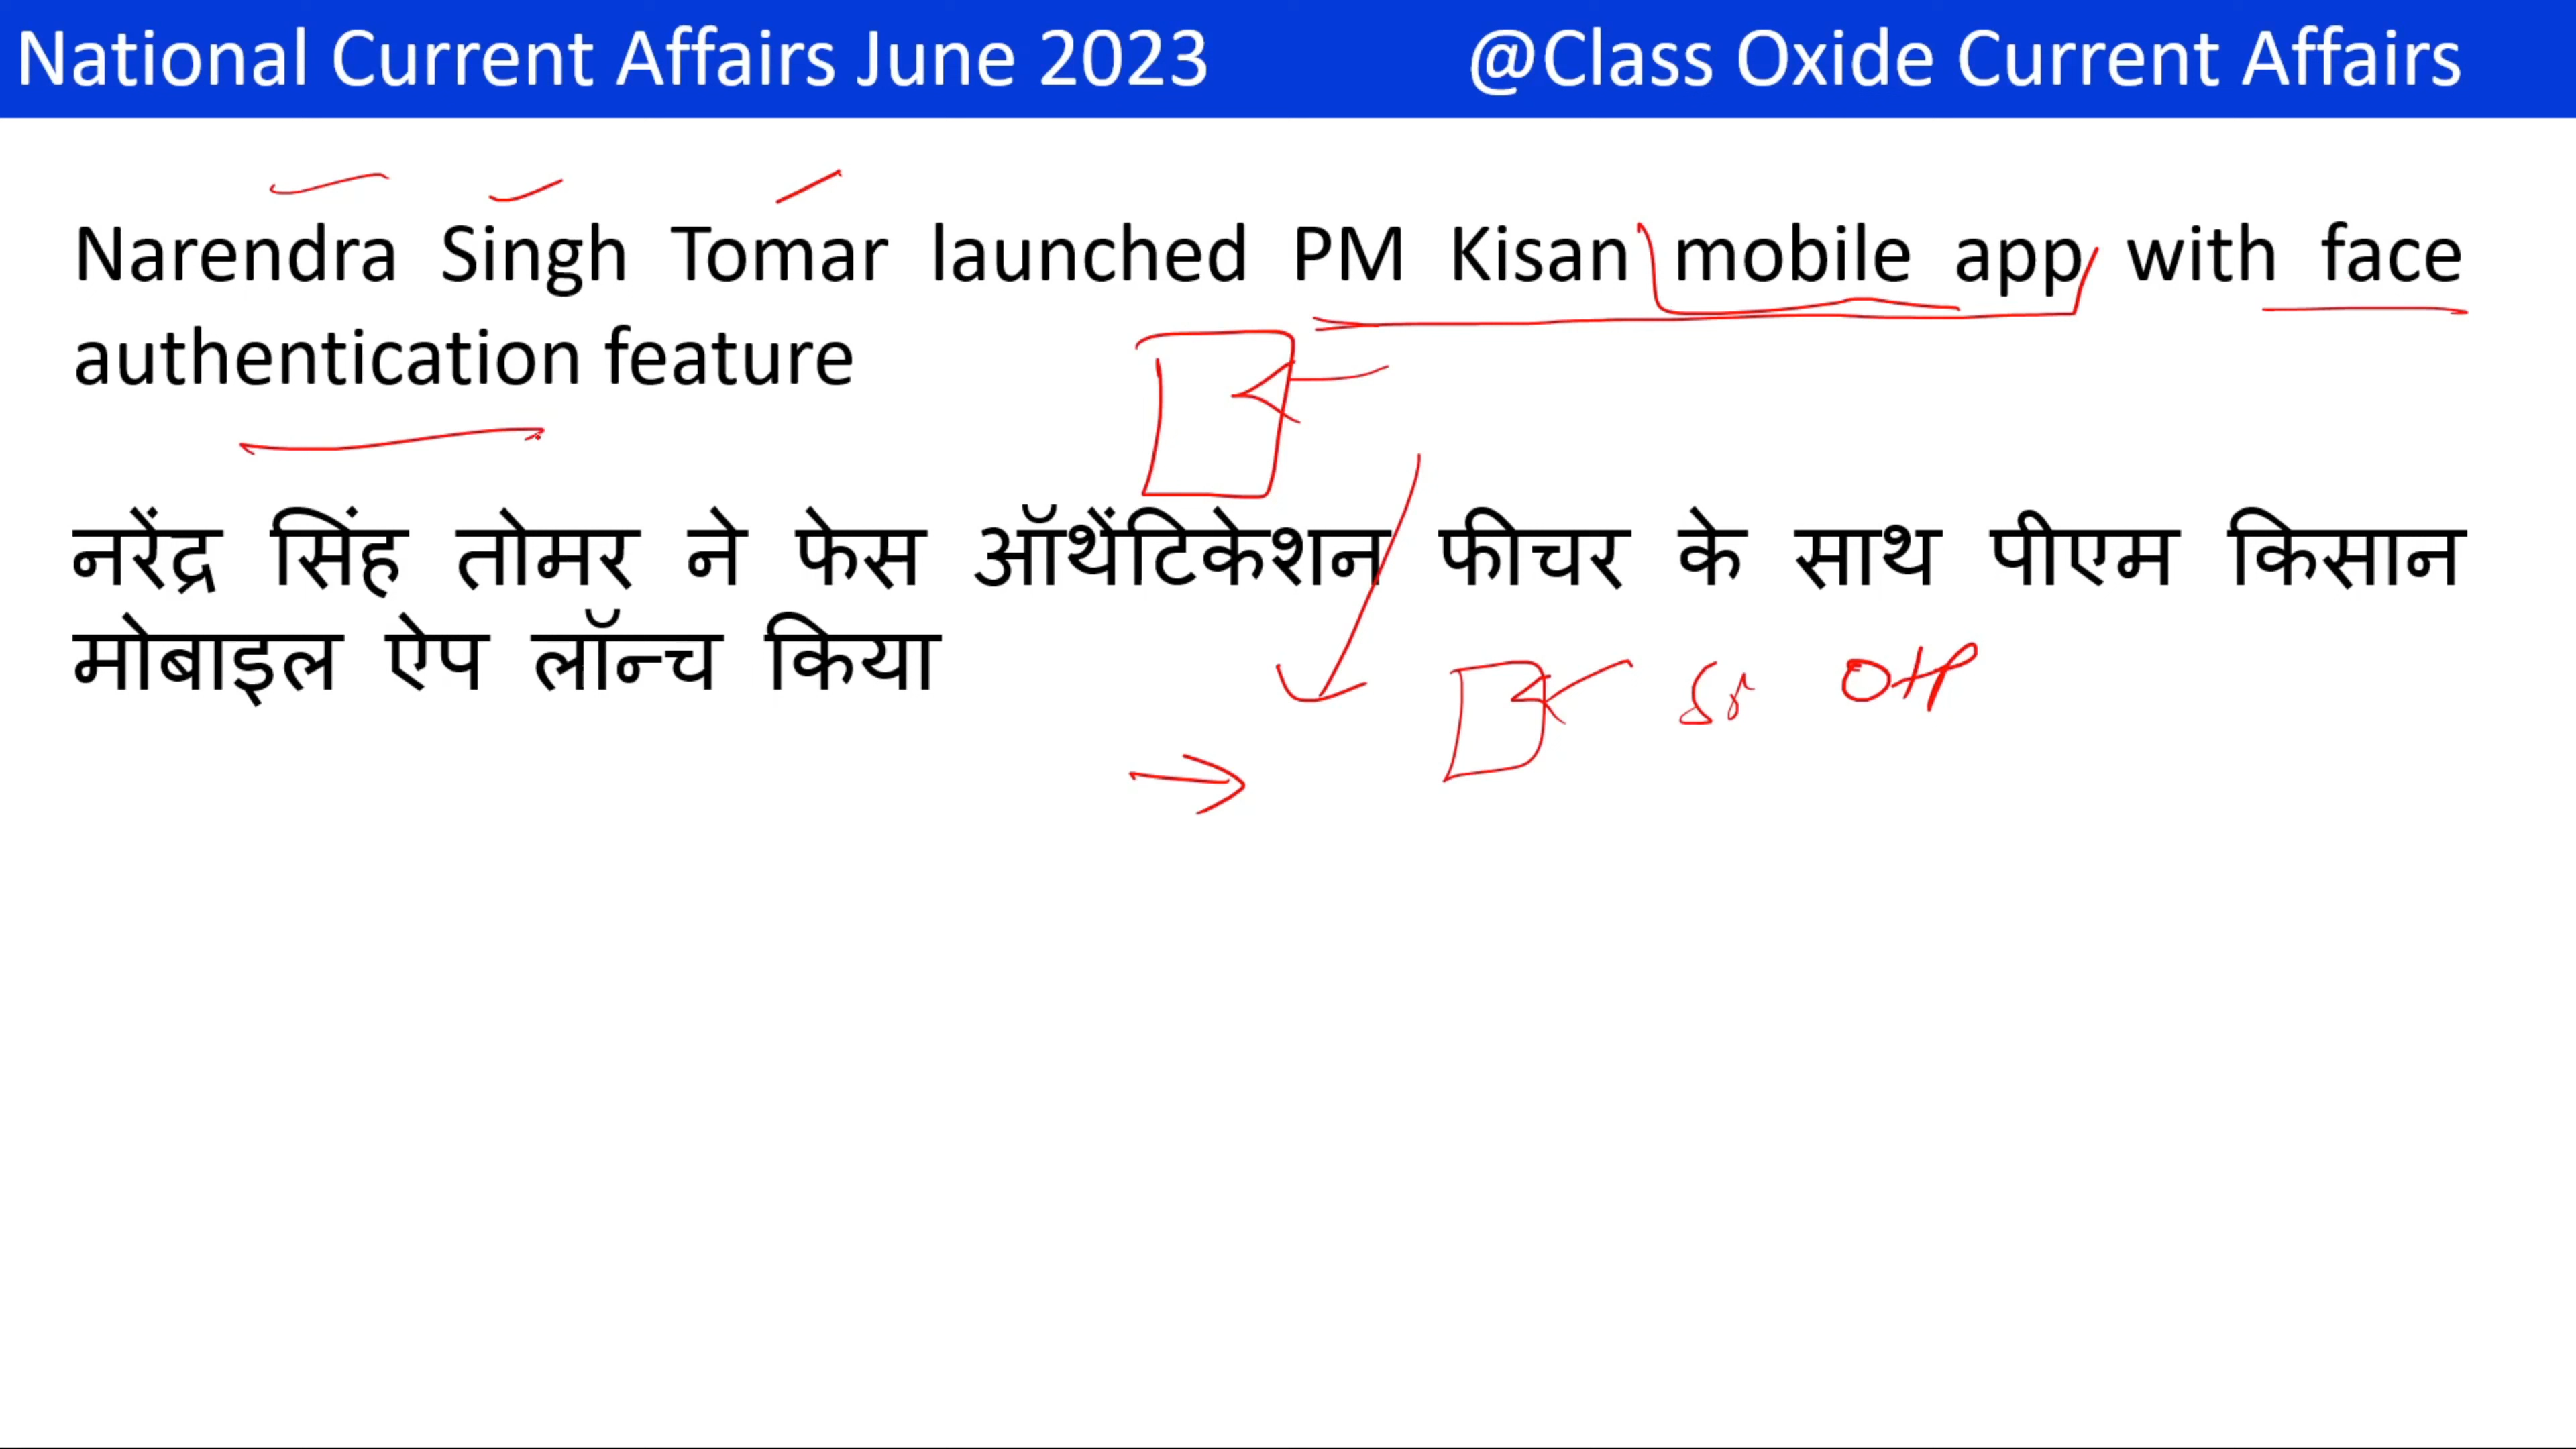 National Current Affairs June 2023 @Class Oxide Current Affairs
Narendra Singh Tomar launched PM Kisan mobile app with face
authentication feature
नरेंद्र सिंह तोमर ने फेस ऑथेंटिकेशन फीचर के साथ पीएम किसान
मोबाइल ऐप लॉन्च किया
OTP